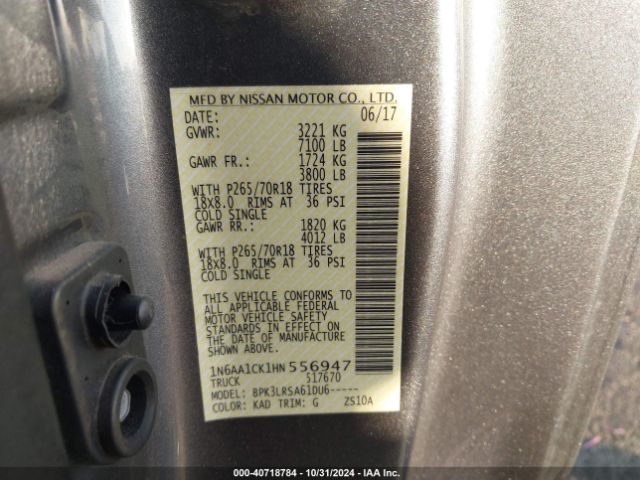 MFD BY NISSAN MOTOR CO., LTD.
DATE: 06/17
GVWR: 3221 KG
7100 LB
GAWR FR.: 1724 KG
3800 LB
WITH P265/70R18 TIRES
18X8.0 RIMS AT 36 PSI
COLD SINGLE
GAWR RR.: 1820 KG
4012 LB
WITH P265/70R18 TIRES
18X8.0 RIMS AT 36 PSI
COLD SINGLE
THIS VEHICLE CONFORMS TO
ALL APPLICABLE FEDERAL
MOTOR VEHICLE SAFETY
STANDARDS IN EFFECT ON
THE DATE OF MANUFACTURE
SHOWN ABOVE.
1N6AA1CK1HN556947
TRUCK 517670
MODEL: BPK3LRSA61DU6-----
COLOR: KAD TRIM: G ZS10A
000-40718784 - 10/31/2024 - IAA Inc.